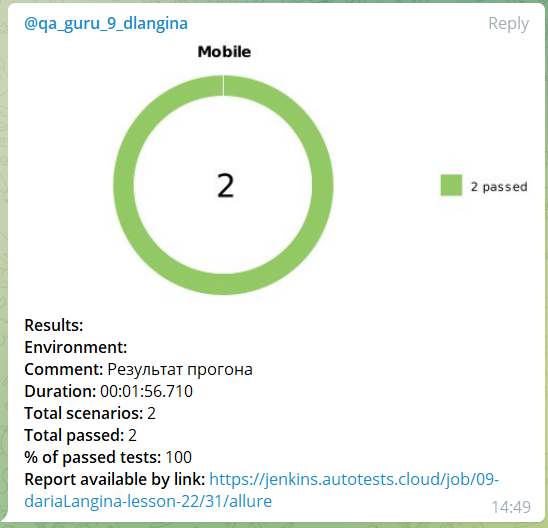 @qa_guru_9_dlangina Reply
Mobile
2
2 passed
Results:
Environment:
Comment: Результат прогона
Duration: 00:01:56.710
Total scenarios: 2
Total passed: 2
% of passed tests: 100
Report available by link: https://jenkins.autotests.cloud/job/09-
dariaLangina-lesson-22/31/allure
14:49